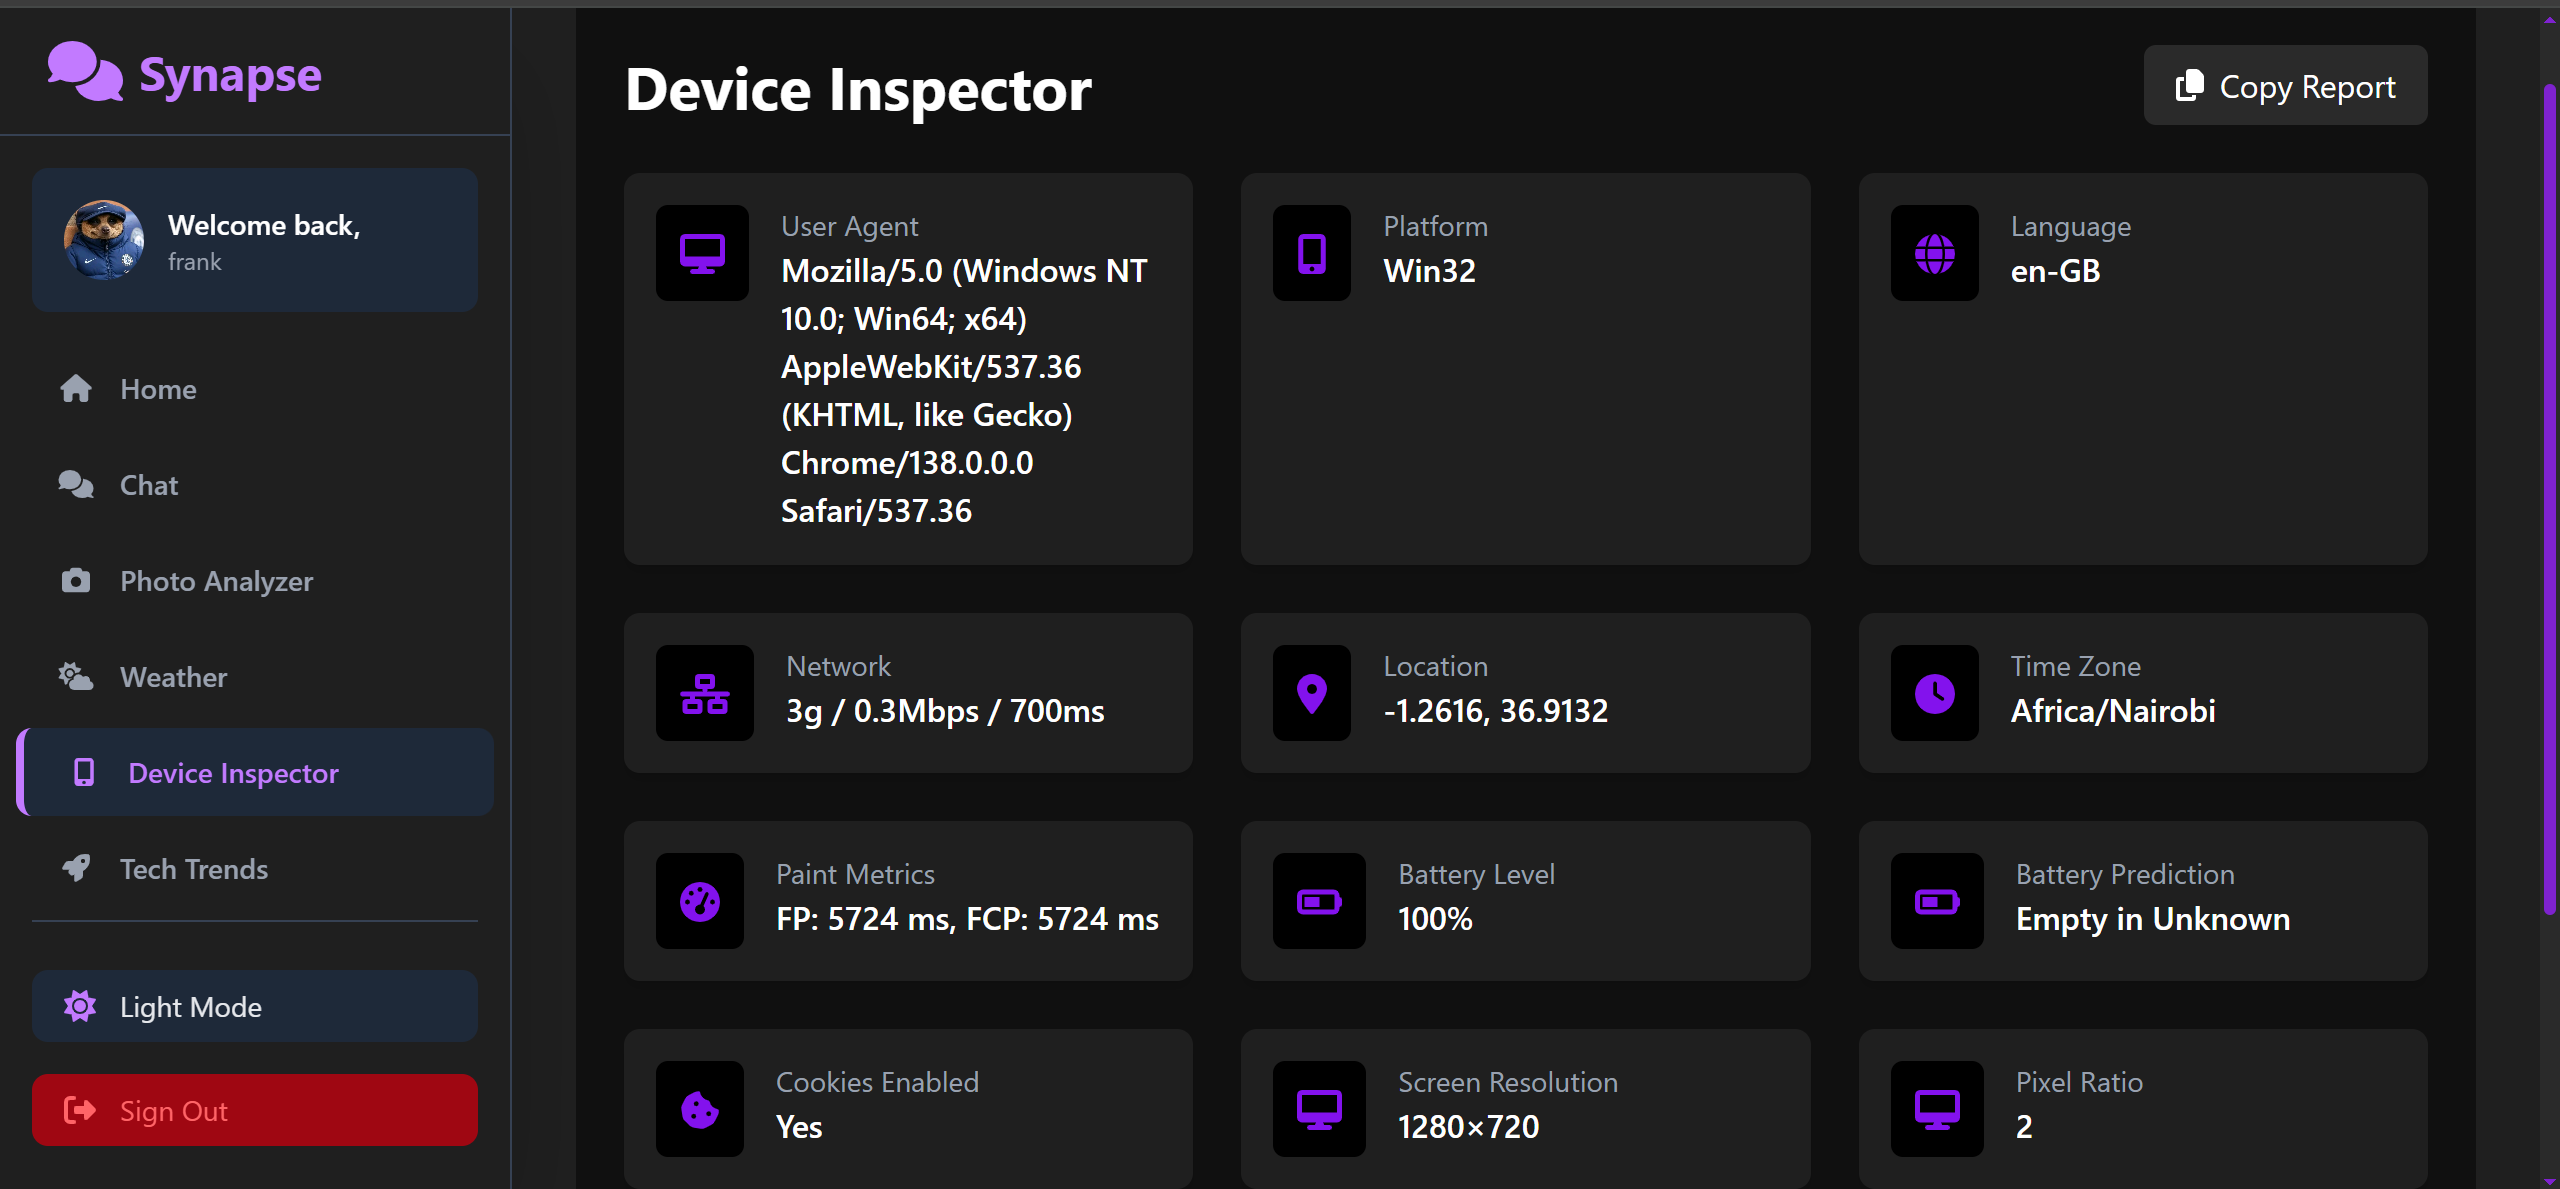 Synapse
Welcome back,
frank
Home
Chat
Photo Analyzer
Weather
Device Inspector
Tech Trends
Light Mode
Sign Out
Device Inspector
Copy Report
User Agent
Mozilla/5.0 (Windows NT
10.0; Win64; x64)
AppleWebKit/537.36
(KHTML, like Gecko)
Chrome/138.0.0.0
Safari/537.36
Platform
Win32
Language
en-GB
Network
3g / 0.3Mbps / 700ms
Location
-1.2616, 36.9132
Time Zone
Africa/Nairobi
Paint Metrics
FP: 5724 ms, FCP: 5724 ms
Battery Level
100%
Battery Prediction
Empty in Unknown
Cookies Enabled
Yes
Screen Resolution
1280×720
Pixel Ratio
2